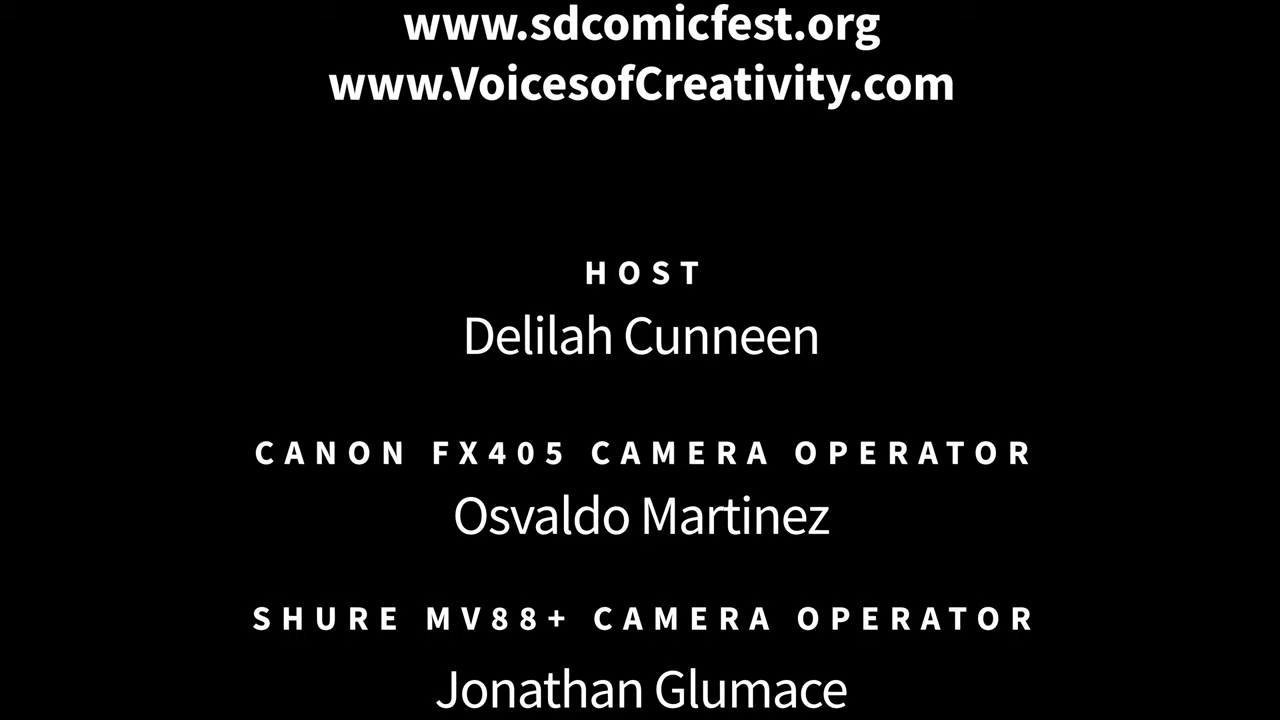 www.sdcomicfest.org
www.VoicesofCreativity.com
HOST
Delilah Cunneen
CANON FX405 CAMERA OPERATOR
Osvaldo Martinez
SHURE MV88+ CAMERA OPERATOR
Jonathan Glumace